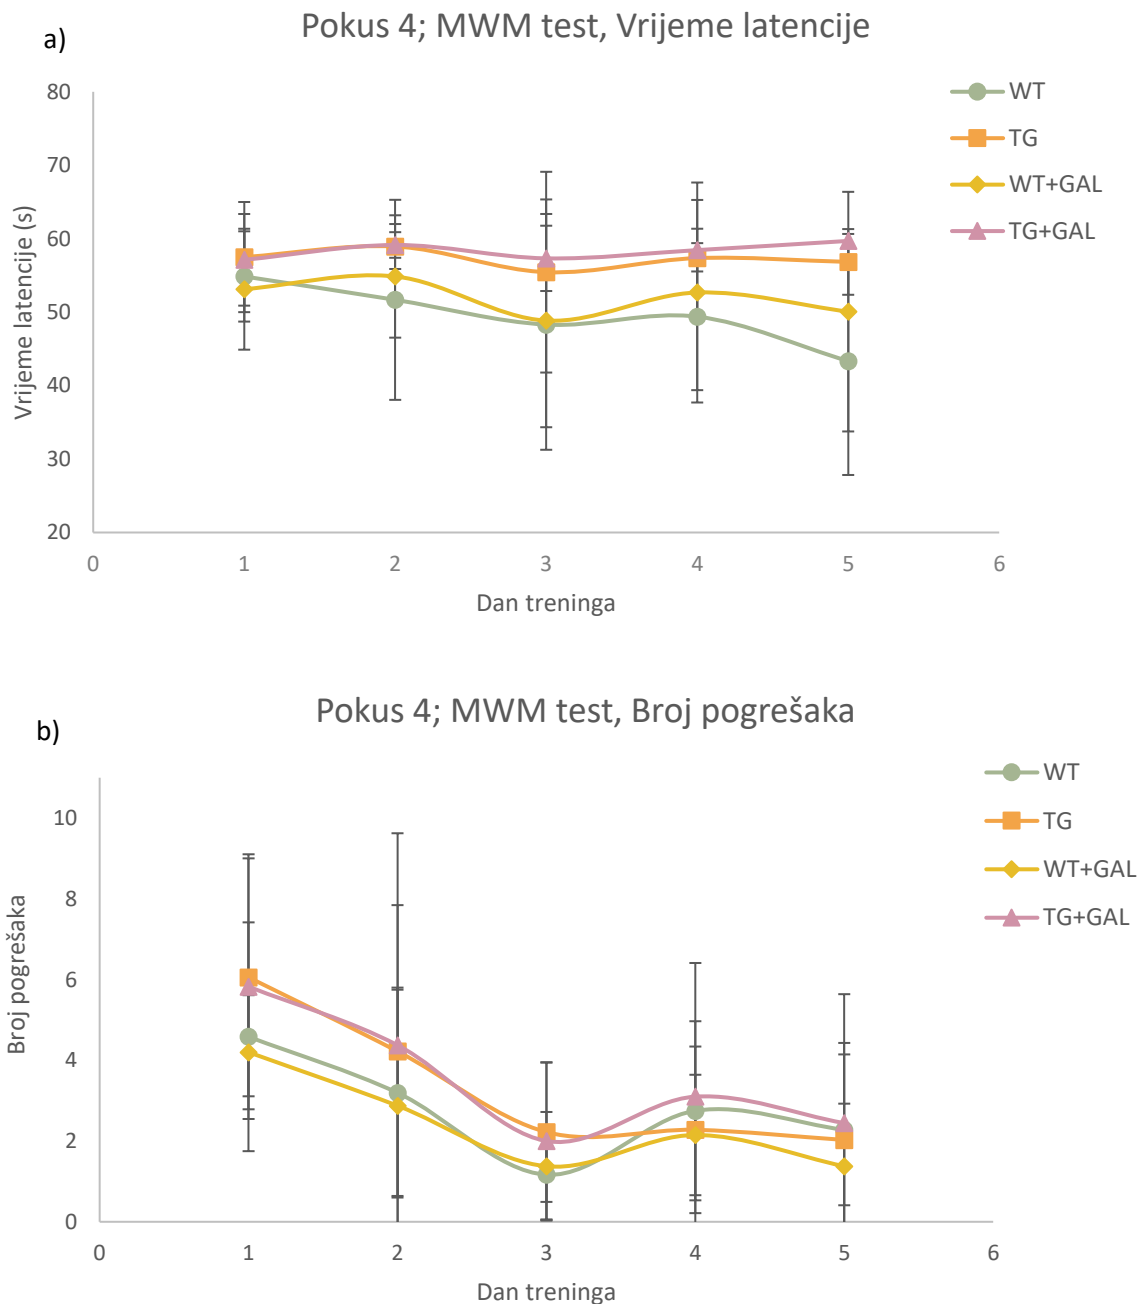 a)
Pokus 4; MWM test, Vrijeme latencije
80
70
60
50
40
30
20
Vrijeme latencije (s)
0 1 2 3 4 5 6
Dan treninga
WT
TG
WT+GAL
TG+GAL
b)
Pokus 4; MWM test, Broj pogrešaka
10
8
6
4
2
0
Broj pogrešaka
0 1 2 3 4 5 6
Dan treninga
WT
TG
WT+GAL
TG+GAL